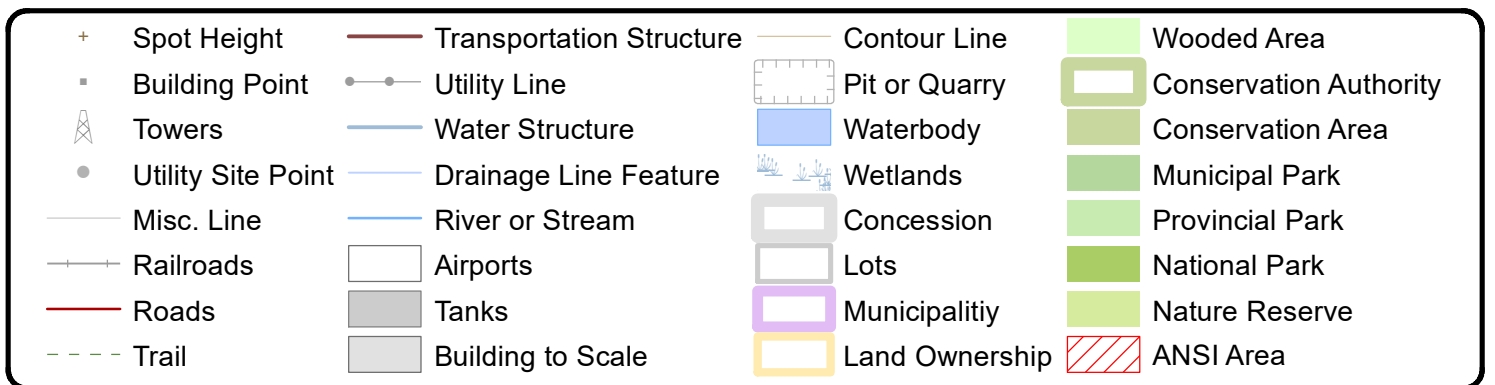 Spot Height
Building Point
Towers
Utility Site Point
Misc. Line
Railroads
Roads
Trail
Transportation Structure
Utility Line
Water Structure
Drainage Line Feature
River or Stream
Airports
Tanks
Building to Scale
Contour Line
Pit or Quarry
Waterbody
Wetlands
Concession
Lots
Municipalitiy
Land Ownership
Wooded Area
Conservation Authority
Conservation Area
Municipal Park
Provincial Park
National Park
Nature Reserve
ANSI Area